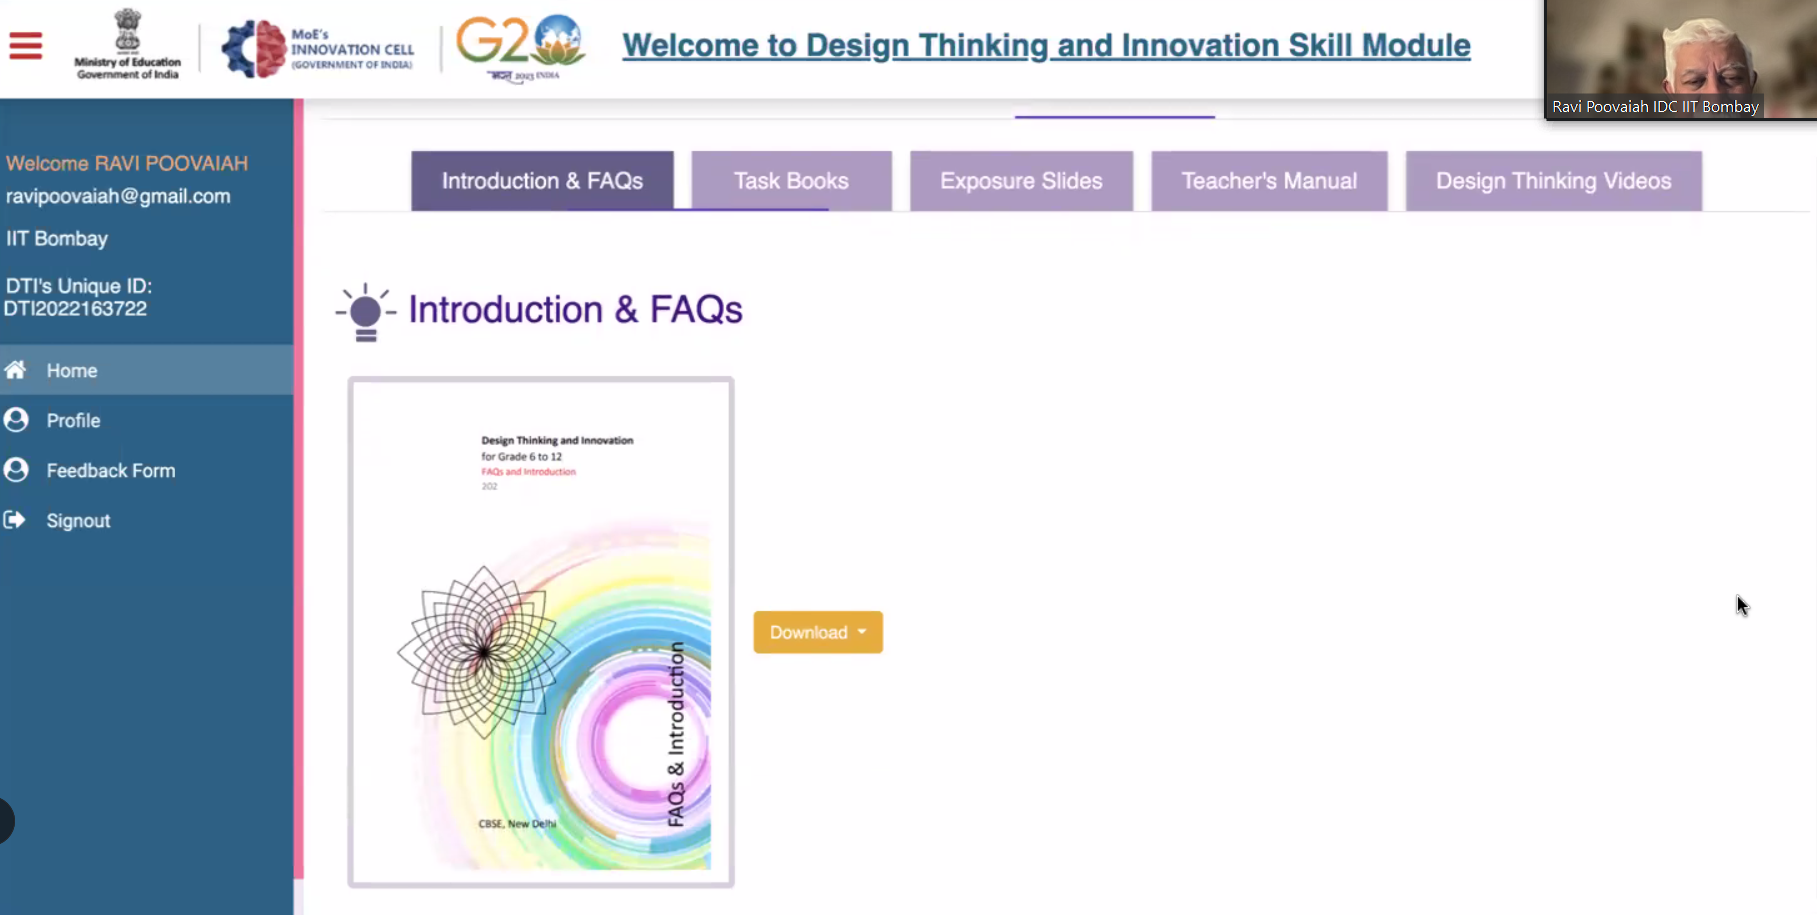 Ministry of Education
Government of India
MoE's
INNOVATION CELL
(GOVERNMENT OF INDIA)
G20
भारत 2023 INDIA
Welcome to Design Thinking and Innovation Skill Module
Ravi Poovaiah IDC IIT Bombay
Welcome RAVI POOVAIAH
ravipoovaiah@gmail.com
IIT Bombay
DTI's Unique ID:
DTI2022163722
Home
Profile
Feedback Form
Signout
Introduction & FAQs
Task Books
Exposure Slides
Teacher's Manual
Design Thinking Videos
Introduction & FAQs
Design Thinking and Innovation
for Grade 6 to 12
FAQs and Introduction
202
FAQs & Introduction
CBSE, New Delhi
Download